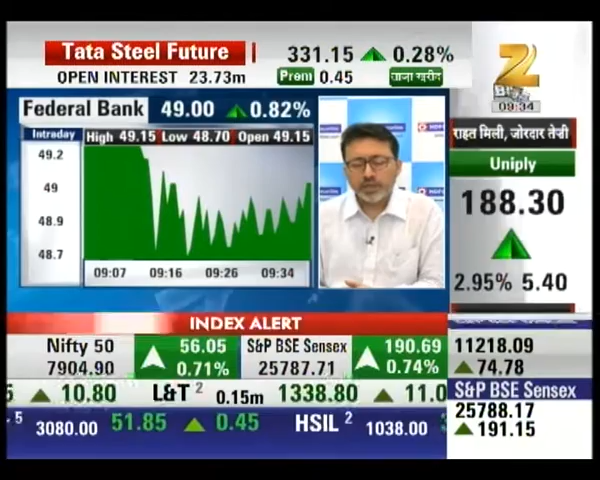 Tata Steel Future 331.15 0.28%
OPEN INTEREST 23.73m Prem 0.45 ताज़ा खरीद
Z
09:34
Federal Bank 49.00 0.82%
Intraday High 49.15 Low 48.70 Open 49.15
49.2
49
48.9
48.7
09:07 09:16 09:26 09:34
राहत मिली, जोरदार तेज़ी
Uniply
188.30
2.95% 5.40
INDEX ALERT
Nifty 50 56.05 S&P BSE Sensex 190.69
7904.90 0.71% 25787.71 0.74%
11218.09
74.78
S&P BSE Sensex
25788.17
191.15
5 10.80 L&T 2 0.15m 1338.80 11.0
5 3080.00 51.85 0.45 HSIL 2 1038.00